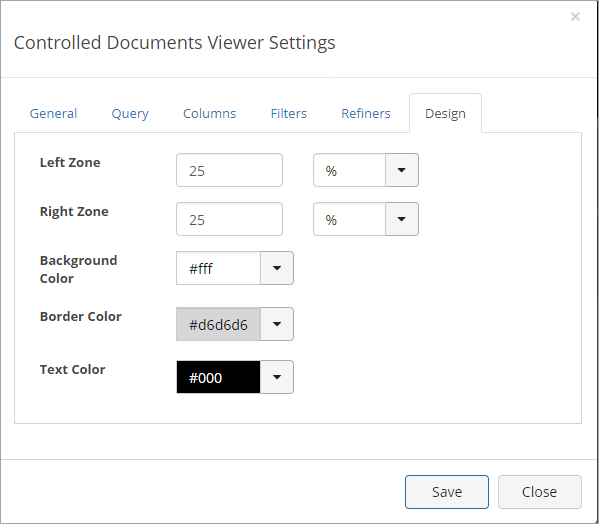 ×
Controlled Documents Viewer Settings
General Query Columns Filters Refiners Design
Left Zone 25 %
Right Zone 25 %
Background
Color
#fff
Border Color #d6d6d6
Text Color #000
Save Close